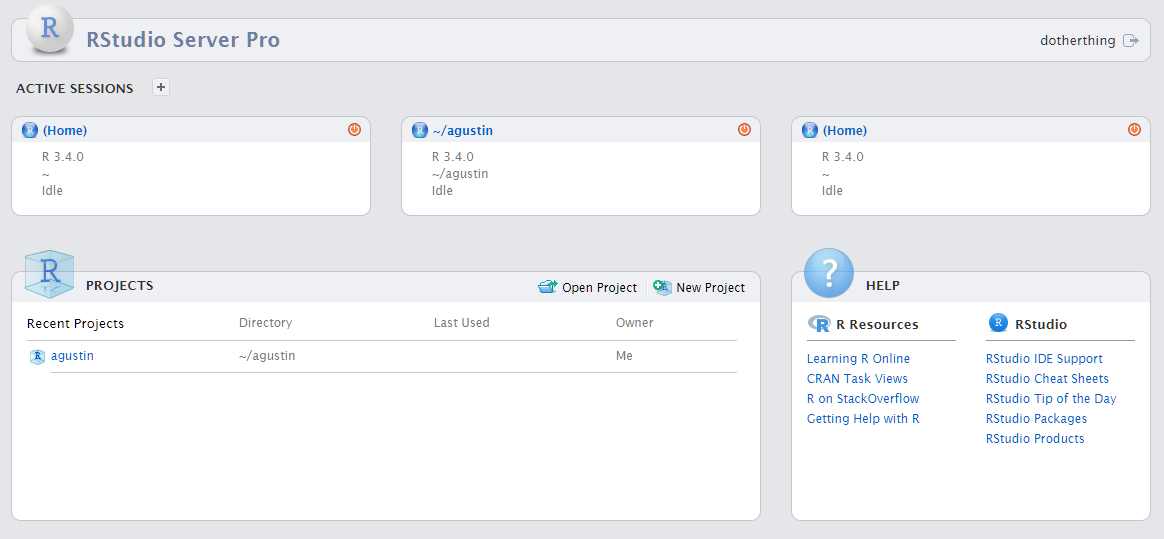 R RStudio Server Pro
dotherthing
ACTIVE SESSIONS +
R (Home)
R 3.4.0
~
Idle
R ~/agustin
R 3.4.0
~/agustin
Idle
R (Home)
R 3.4.0
~
Idle
R PROJECTS
Open Project
New Project
Recent Projects Directory Last Used Owner
R agustin ~/agustin Me
? HELP
R R Resources
Learning R Online
CRAN Task Views
R on StackOverflow
Getting Help with R
R RStudio
RStudio IDE Support
RStudio Cheat Sheets
RStudio Tip of the Day
RStudio Packages
RStudio Products